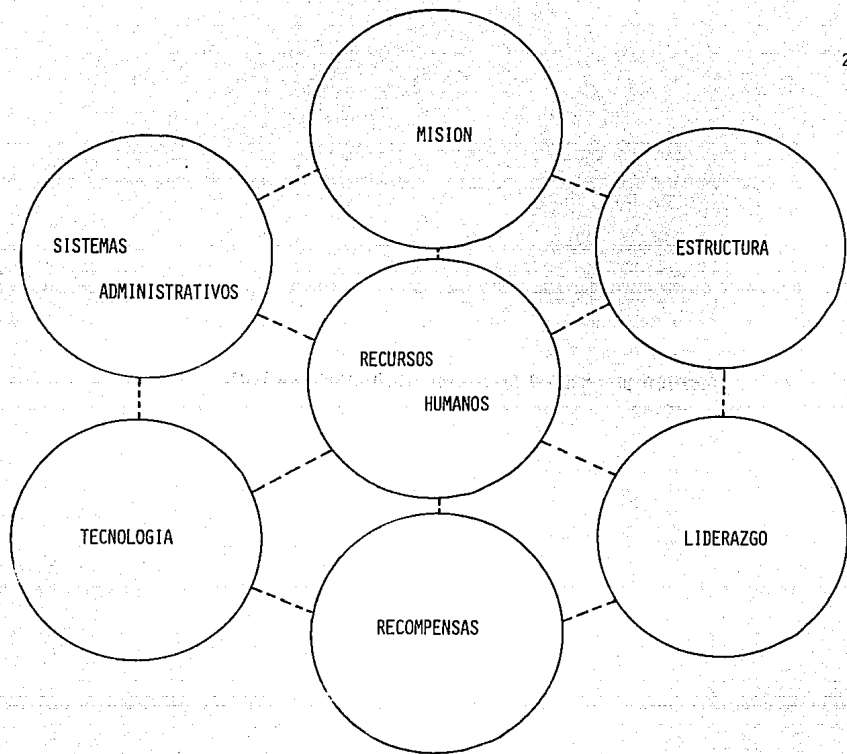 2
MISION
ESTRUCTURA
SISTEMAS
ADMINISTRATIVOS
RECURSOS
HUMANOS
TECNOLOGIA
LIDERAZGO
RECOMPENSAS